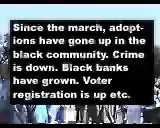 Since the march, adopt-
ions have gone up in the
black community. Crime
is down. Black banks
have grown. Voter
registration is up etc.